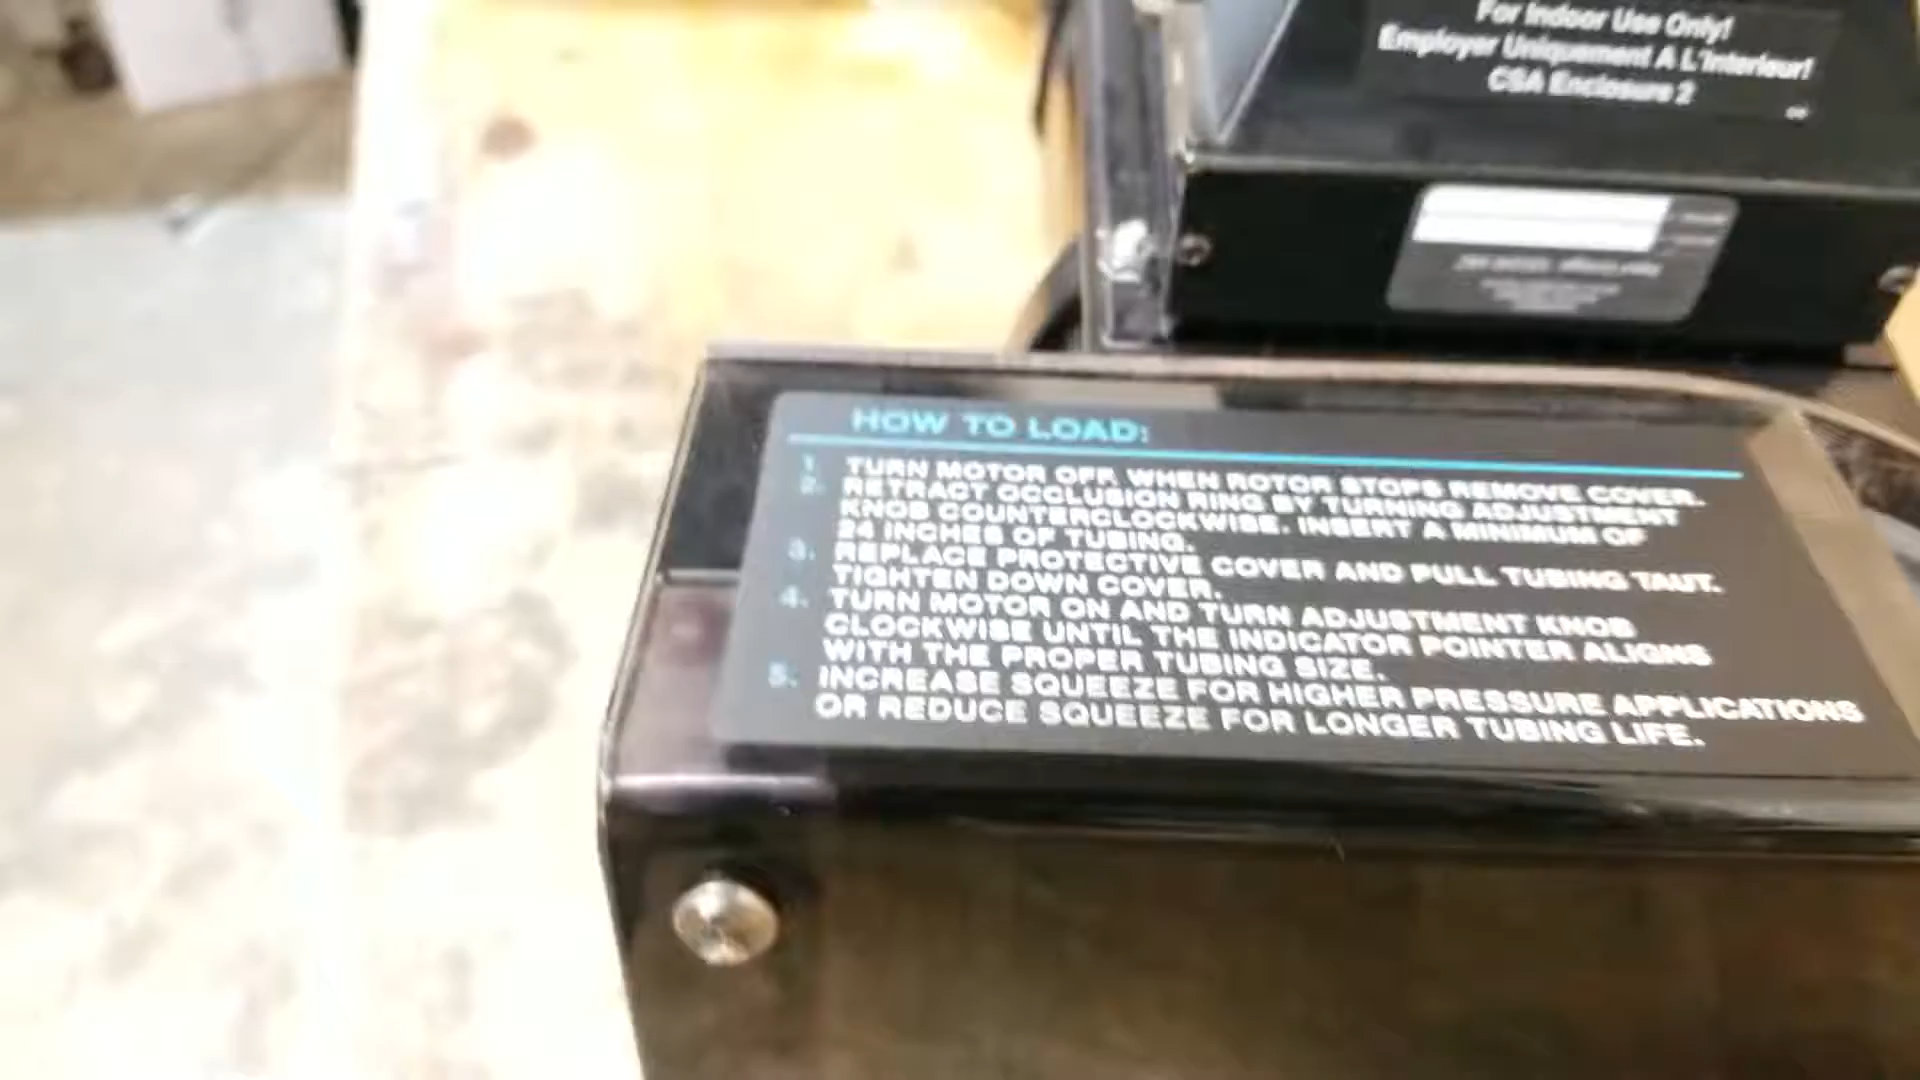 For Indoor Use Only!
Employer Uniquement A L'Interieur!
CSA Enclosure 2
HOW TO LOAD:
1. TURN MOTOR OFF. WHEN ROTOR STOPS REMOVE COVER.
2. RETRACT OCCLUSION RING BY TURNING ADJUSTMENT
KNOB COUNTERCLOCKWISE. INSERT A MINIMUM OF
24 INCHES OF TUBING.
3. REPLACE PROTECTIVE COVER AND PULL TUBING TAUT.
TIGHTEN DOWN COVER.
4. TURN MOTOR ON AND TURN ADJUSTMENT KNOB
CLOCKWISE UNTIL THE INDICATOR POINTER ALIGNS
WITH THE PROPER TUBING SIZE.
5. INCREASE SQUEEZE FOR HIGHER PRESSURE APPLICATIONS
OR REDUCE SQUEEZE FOR LONGER TUBING LIFE.